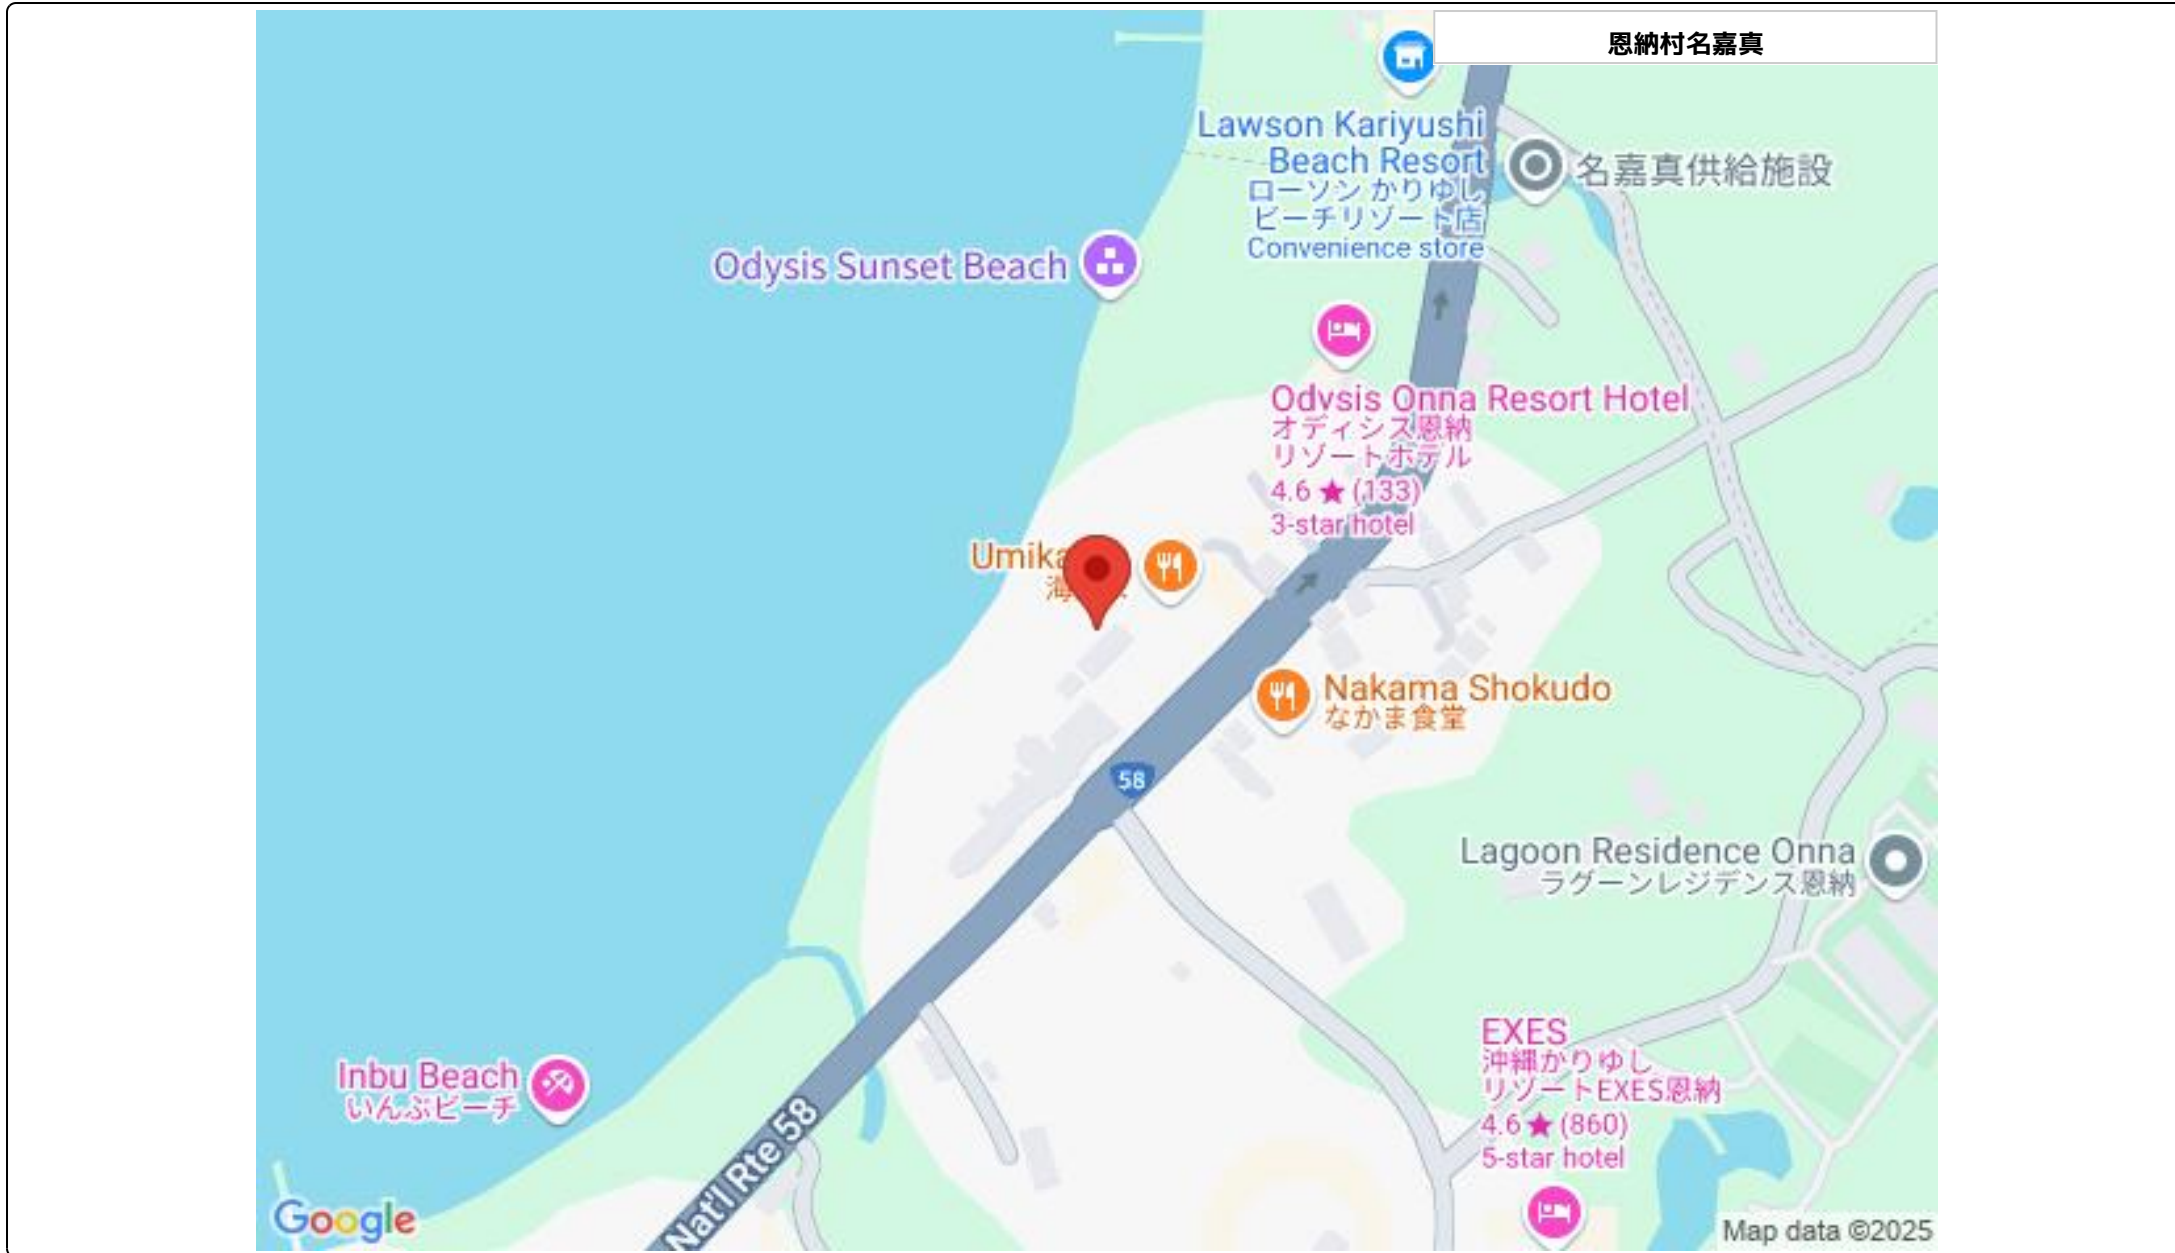 恩納村名嘉真
Lawson Kariyushi
Beach Resort
ローソン かりゆし
ビーチリゾート店
Convenience store
名嘉真供給施設
Odysis Sunset Beach
Odysis Onna Resort Hotel
オディシス恩納
リゾートホテル
4.6 ★ (133)
3-star hotel
Nakama Shokudo
なかま食堂
58
Lagoon Residence Onna
ラグーンレジデンス恩納
EXES
沖縄かりゆし
リゾートEXES恩納
4.6 ★ (860)
5-star hotel
Inbu Beach
いんぶビーチ
Nat'l Rte 58
Google
Map data ©2025